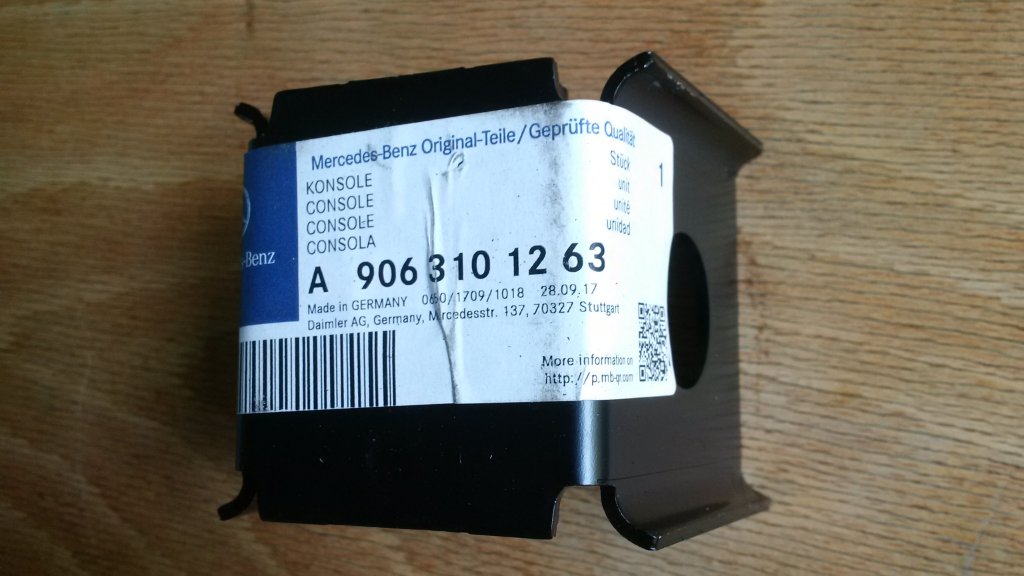 Mercedes-Benz Original-Teile/Geprüfte Qualität
KONSOLE
CONSOLE
CONSOLE
CONSOLA
Stück
unit
unité
unidad
1
-Benz
A 906 310 12 63
Made in GERMANY 0650/1709/1018 28.09.17
Daimler AG, Germany, Mercedesstr. 137, 70327 Stuttgart
More information on
http://p.mb-qr.com